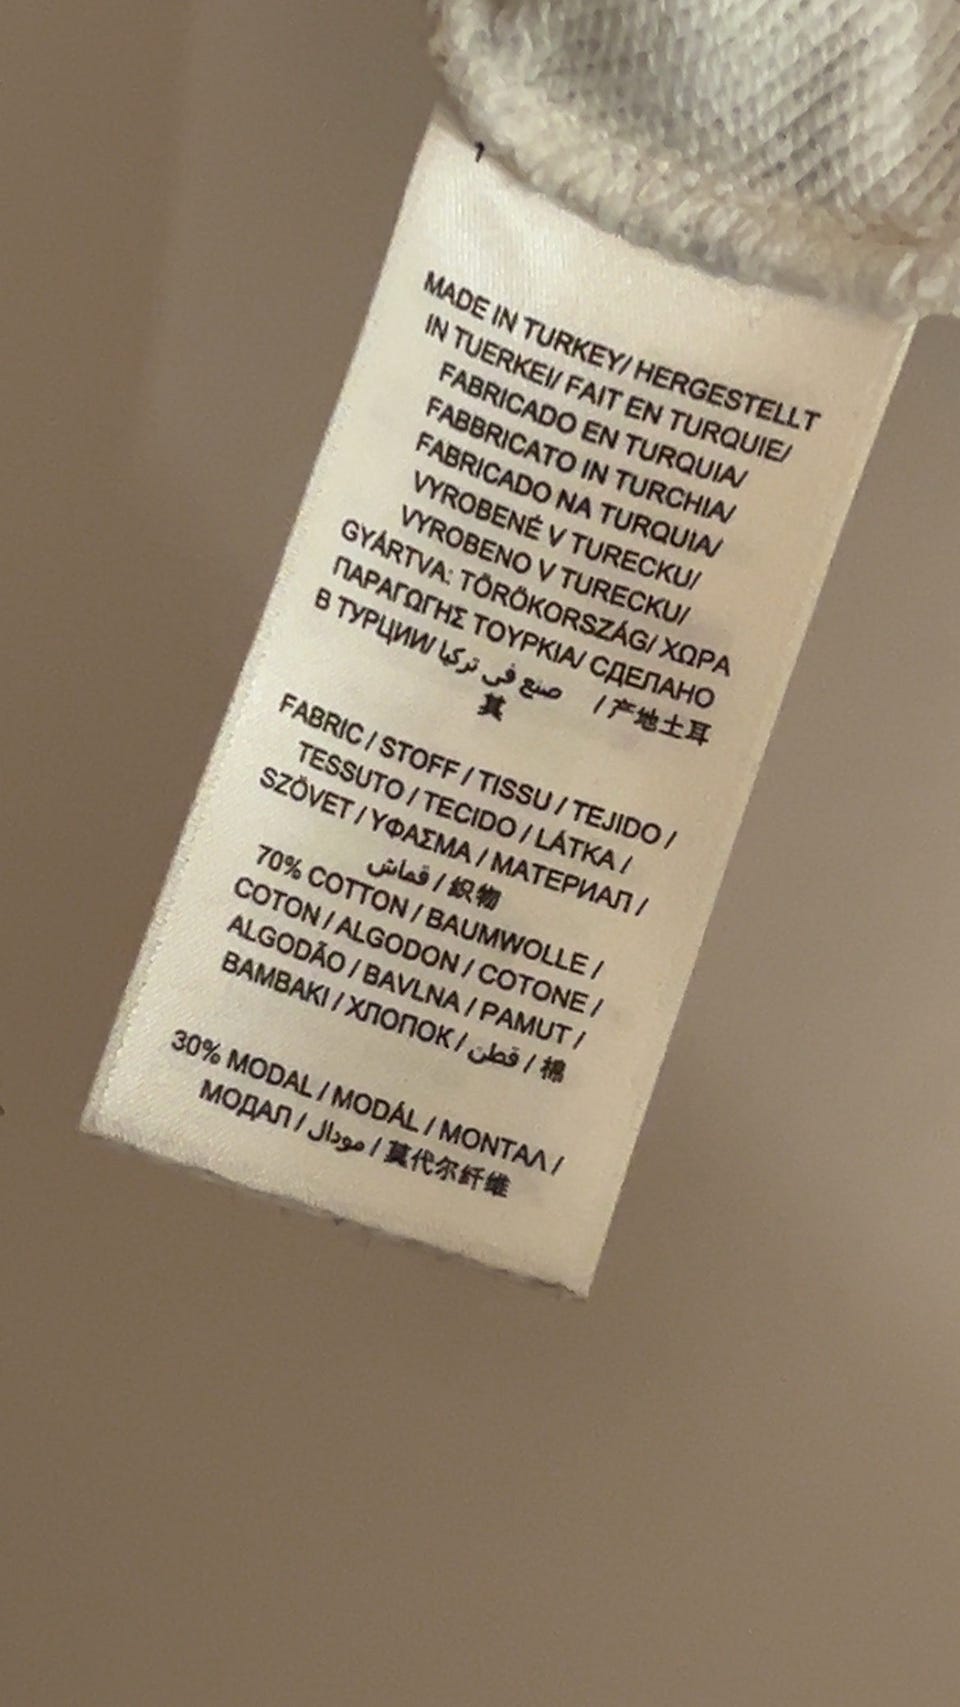 MADE IN TURKEY/ HERGESTELLT
IN TUERKEI/ FAIT EN TURQUIE/
FABRICADO EN TURQUIA/
FABBRICATO IN TURCHIA/
FABRICADO NA TURQUIA/
VYROBENÉ V TURECKU/
VYROBENO V TURECKU/
GYÁRTVA: TÖRÖKORSZÁG/ ΧΩΡΑ
ΠΑΡΑΓΩΓΗΣ ΤΟΥΡΚΙΑ/ СДЕЛАНО
В ТУРЦИИ/ صنع في تركيا / 产地土耳
其
FABRIC / STOFF / TISSU / TEJIDO /
TESSUTO / TECIDO / LÁTKA /
SZÖVET / ΥΦΑΣΜΑ / МАТЕРИАЛ /
قماش / 織物
70% COTTON / BAUMWOLLE /
COTON / ALGODON / COTONE /
ALGODÃO / BAVLNA / PAMUT /
BAMBAKI / ХЛОПОК / قطن / 棉
30% MODAL / MODÁL / ΜΟΝΤΑΛ /
МОДАЛ / مودال / 莫代尔纤维